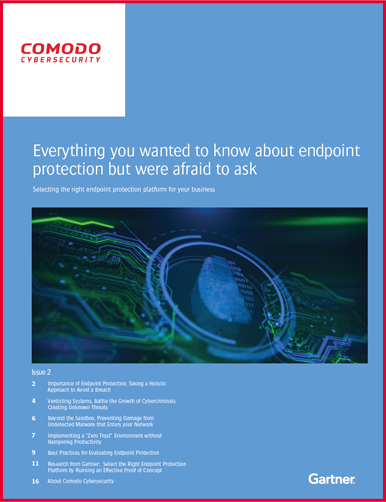 COMODO
CYBERSECURITY
Everything you wanted to know about endpoint
protection but were afraid to ask
Selecting the right endpoint protection platform for your business
Issue 2
2 Importance of Endpoint Protection, Taking a Holistic
Approach to Avoid a Breach
4 Verdicting Systems, Battle the Growth of Cybercriminals
Creating Unknown Threats
6 Beyond the Sandbox, Preventing Damage from
Undetected Malware that Enters your Network
7 Implementing a "Zero Trust" Environment without
Hampering Productivity
9 Best Practices for Evaluating Endpoint Protection
11 Research from Gartner: Select the Right Endpoint Protection
Platform by Running an Effective Proof of Concept
16 About Comodo Cybersecurity
Gartner